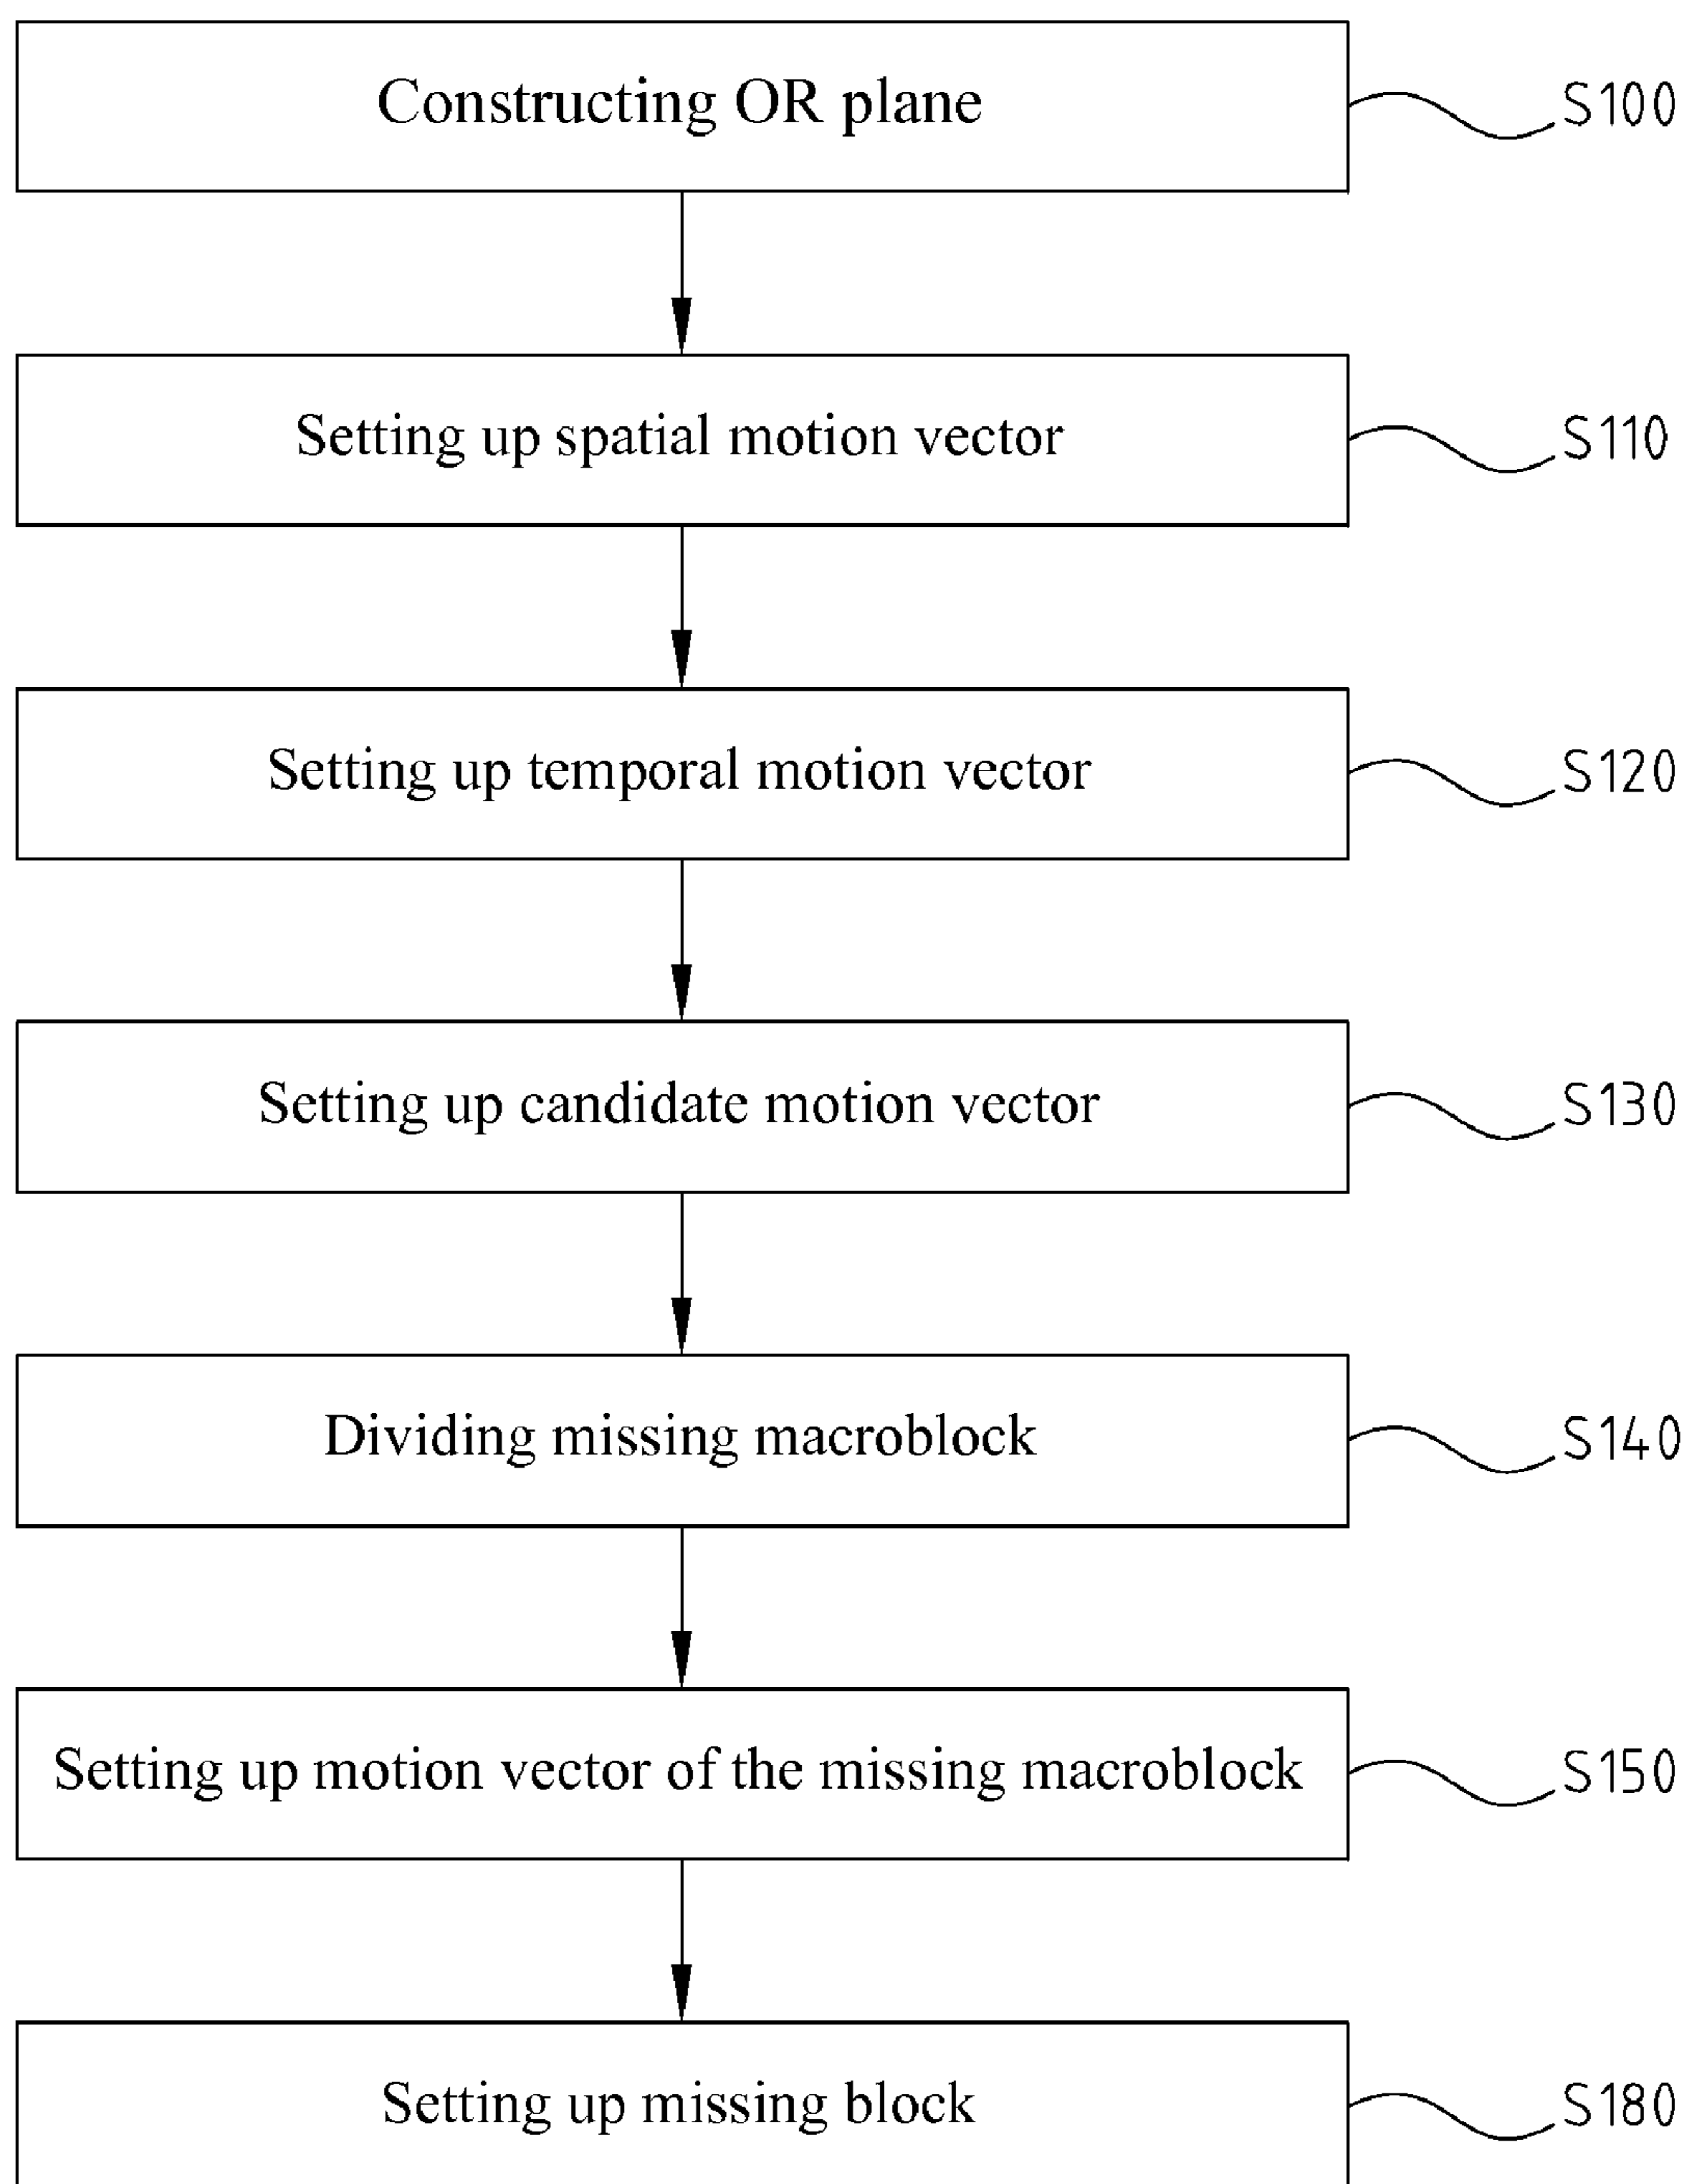 Constructing OR plane S100
Setting up spatial motion vector S110
Setting up temporal motion vector S120
Setting up candidate motion vector S130
Dividing missing macroblock S140
Setting up motion vector of the missing macroblock S150
Setting up missing block S180